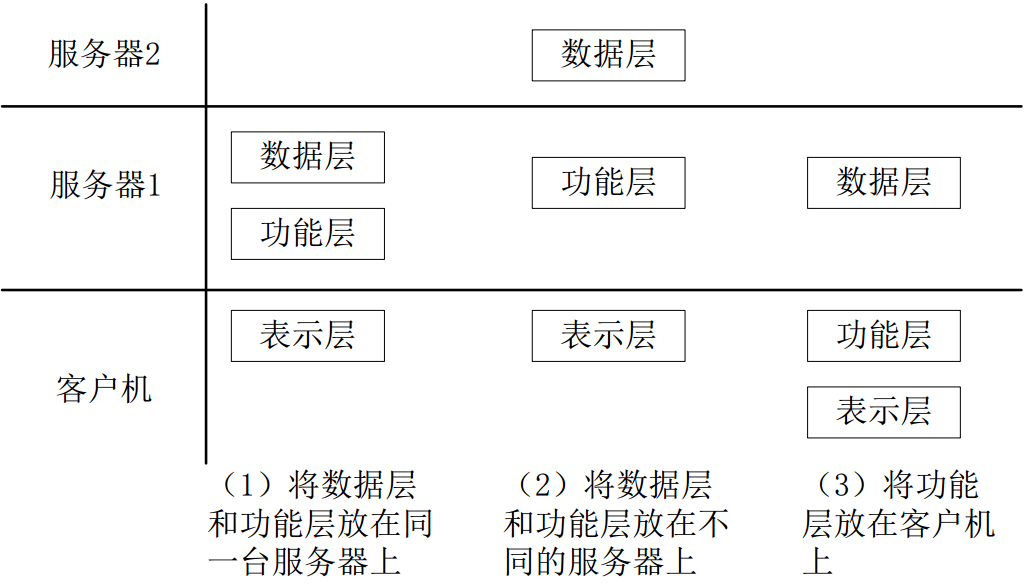 服务器2
数据层
服务器1
数据层
功能层
数据层
功能层
客户机
表示层
表示层
功能层
表示层
（1）将数据层
和功能层放在同
一台服务器上
（2）将数据层
和功能层放在不
同的服务器上
（3）将功能
层放在客户机
上